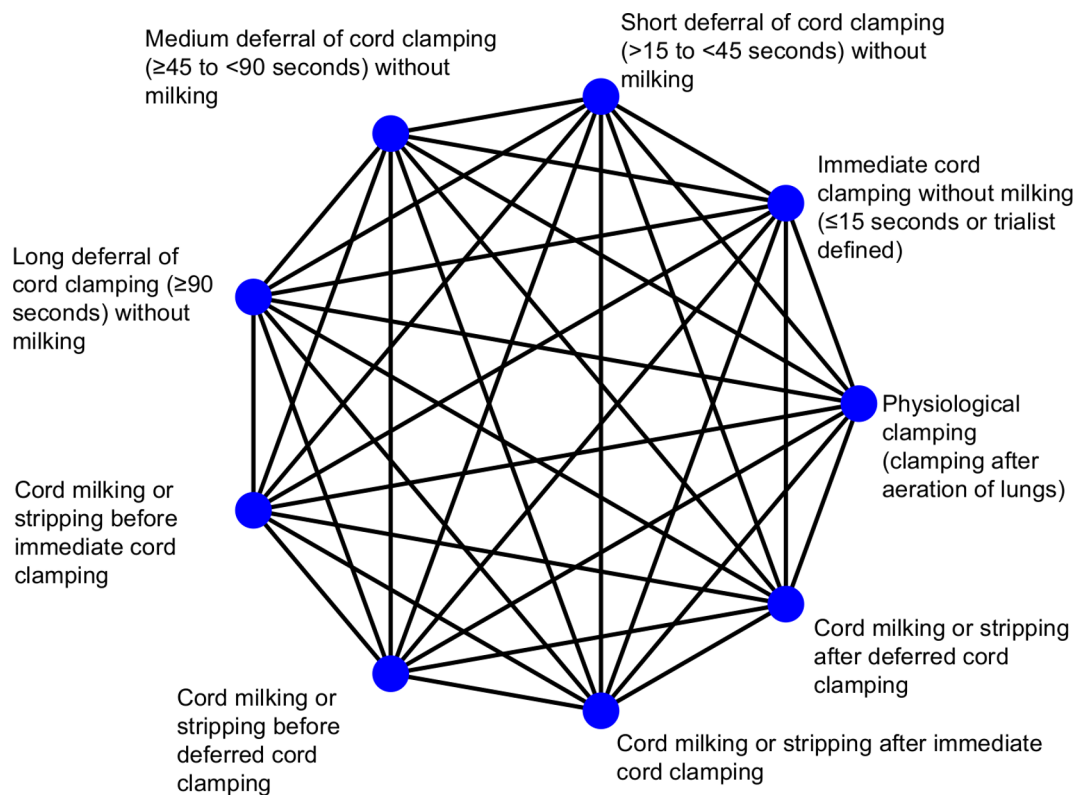 Medium deferral of cord clamping
(≥45 to <90 seconds) without
milking
Short deferral of cord clamping
(>15 to <45 seconds) without
milking
Immediate cord
clamping without milking
(≤15 seconds or trialist
defined)
Long deferral of
cord clamping (≥90
seconds) without
milking
Physiological
clamping
(clamping after
aeration of lungs)
Cord milking or
stripping before
immediate cord
clamping
Cord milking or stripping
after deferred cord
clamping
Cord milking or
stripping before
deferred cord
clamping
Cord milking or stripping after immediate
cord clamping